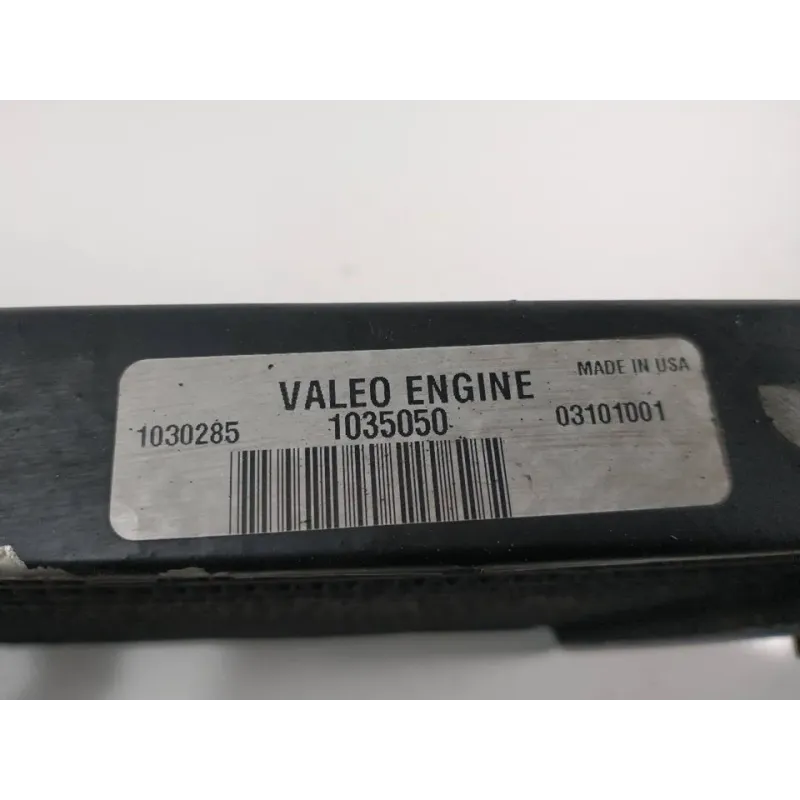 MADE IN USA
VALEO ENGINE
1030285 1035050 03101001